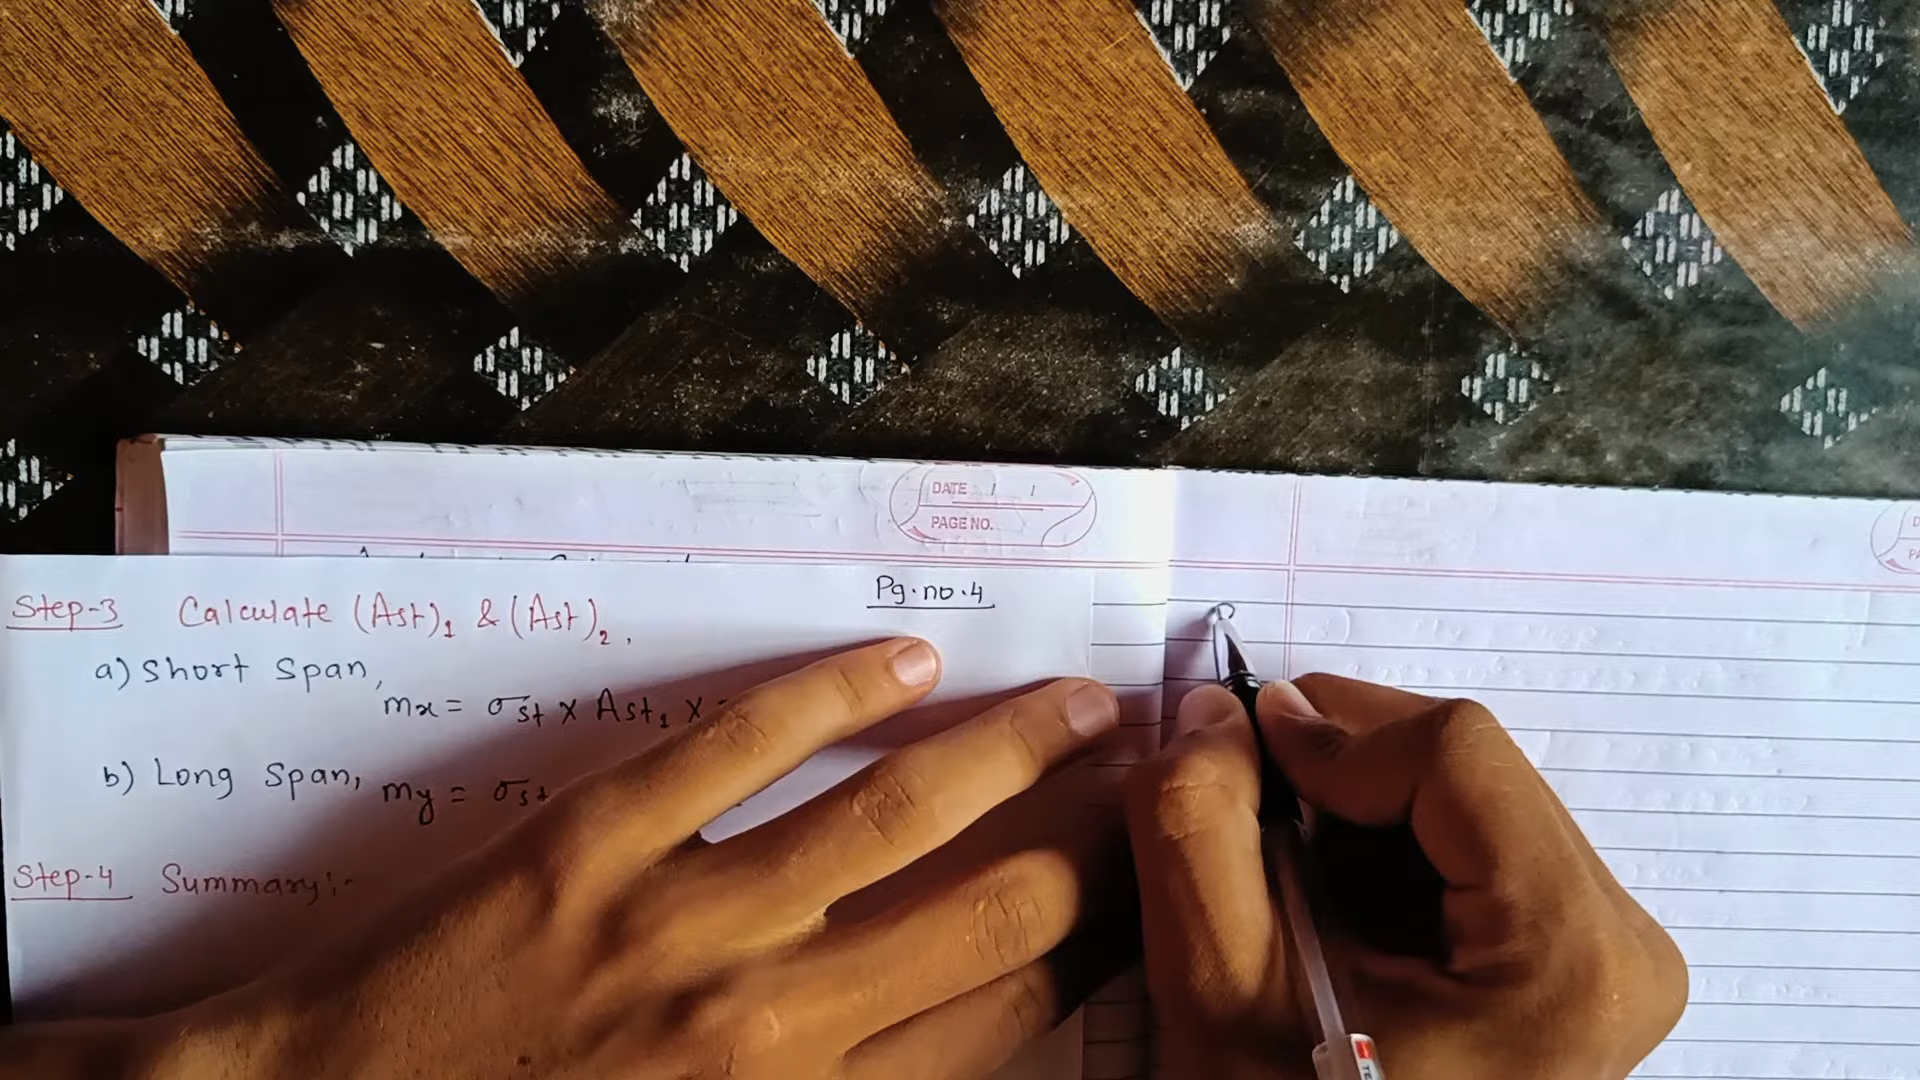 DATE / /
PAGE NO.
Pg.no.4
Step-3 Calculate (Ast)₁ & (Ast)₂,
a) Short Span,
mx = σst x Ast₁ x
b) Long Span, my = σst
Step-4 Summary:-